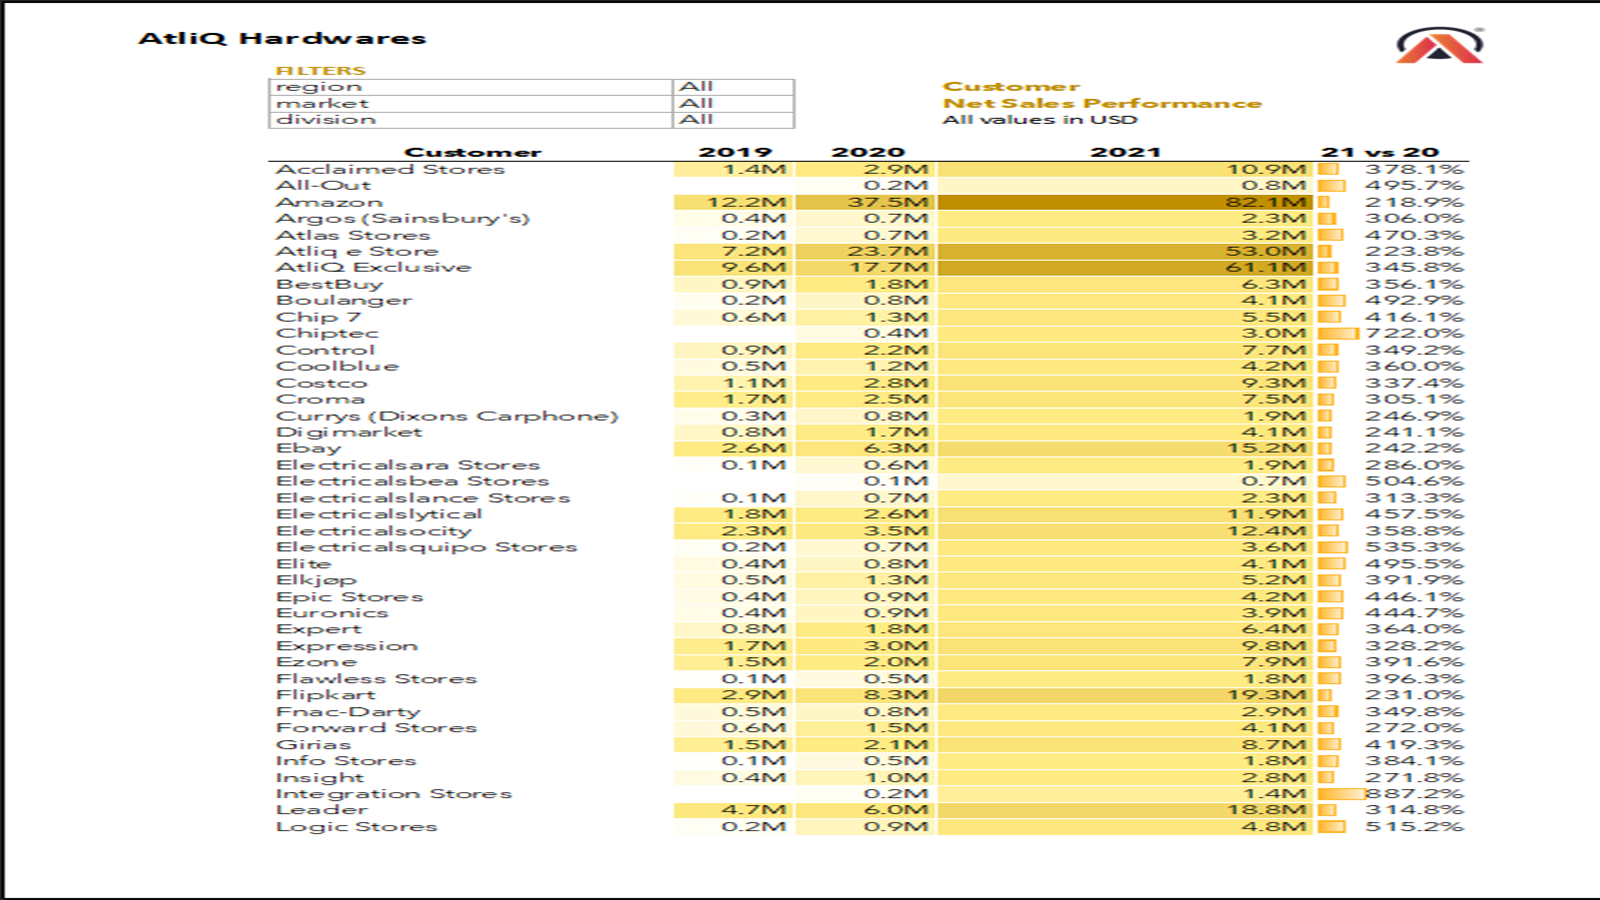 AtliQ Hardwares
FILTERS
region All
market All
division All
Customer
Net Sales Performance
All values in USD
Customer 2019 2020 2021 21 vs 20
Acclaimed Stores 1.4M 2.9M 10.9M 378.1%
All-Out 0.2M 0.8M 495.7%
Amazon 12.2M 37.5M 82.1M 218.9%
Argos (Sainsbury's) 0.4M 0.7M 2.3M 306.0%
Atlas Stores 0.2M 0.7M 3.2M 470.3%
Atliq e Store 7.2M 23.7M 53.0M 223.8%
AtliQ Exclusive 9.6M 17.7M 61.1M 345.8%
BestBuy 0.9M 1.8M 6.3M 356.1%
Boulanger 0.2M 0.8M 4.1M 492.9%
Chip 7 0.6M 1.3M 5.5M 416.1%
Chiptec 0.4M 3.0M 722.0%
Control 0.9M 2.2M 7.7M 349.2%
Coolblue 0.5M 1.2M 4.2M 360.0%
Costco 1.1M 2.8M 9.3M 337.4%
Croma 1.7M 2.5M 7.5M 305.1%
Currys (Dixons Carphone) 0.3M 0.8M 1.9M 246.9%
Digimarket 0.8M 1.7M 4.1M 241.1%
Ebay 2.6M 6.3M 15.2M 242.2%
Electricalsara Stores 0.1M 0.6M 1.9M 286.0%
Electricalsbea Stores 0.1M 0.7M 504.6%
Electricalslance Stores 0.1M 0.7M 2.3M 313.3%
Electricalslytical 1.8M 2.6M 11.9M 457.5%
Electricalsocity 2.3M 3.5M 12.4M 358.8%
Electricalsquipo Stores 0.2M 0.7M 3.6M 535.3%
Elite 0.4M 0.8M 4.1M 495.5%
Elkjøp 0.5M 1.3M 5.2M 391.9%
Epic Stores 0.4M 0.9M 4.2M 446.1%
Euronics 0.4M 0.9M 3.9M 444.7%
Expert 0.8M 1.8M 6.4M 364.0%
Expression 1.7M 3.0M 9.8M 328.2%
Ezone 1.5M 2.0M 7.9M 391.6%
Flawless Stores 0.1M 0.5M 1.8M 396.3%
Flipkart 2.9M 8.3M 19.3M 231.0%
Fnac-Darty 0.5M 0.8M 2.9M 349.8%
Forward Stores 0.6M 1.5M 4.1M 272.0%
Girias 1.5M 2.1M 8.7M 419.3%
Info Stores 0.1M 0.5M 1.8M 384.1%
Insight 0.4M 1.0M 2.8M 271.8%
Integration Stores 0.2M 1.4M 887.2%
Leader 4.7M 6.0M 18.8M 314.8%
Logic Stores 0.2M 0.9M 4.8M 515.2%